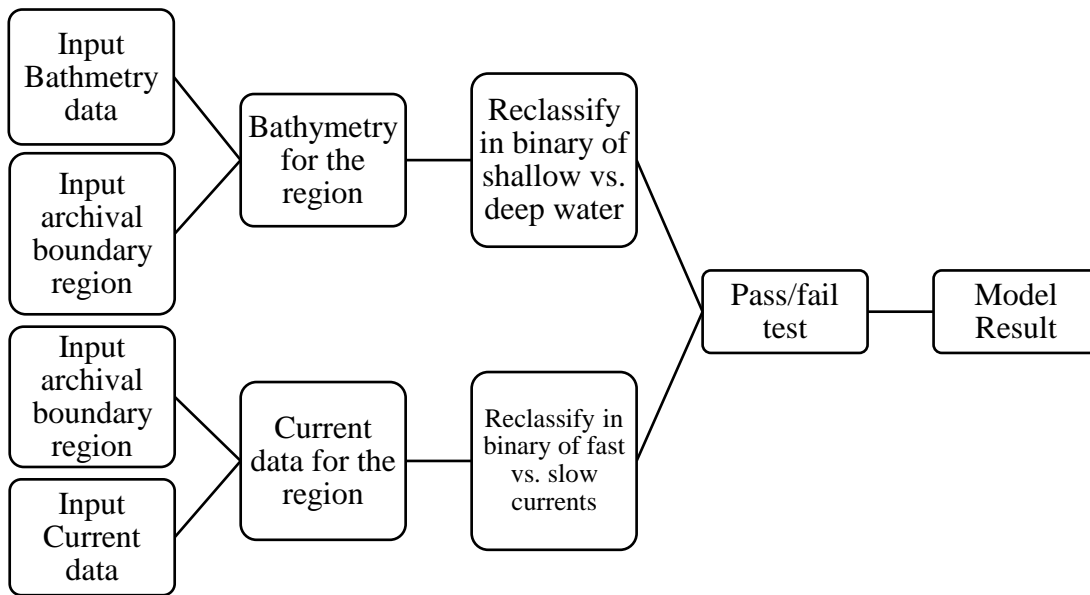 Input
Bathmetry
data
Input
archival
boundary
region
Bathymetry
for the
region
Reclassify
in binary of
shallow vs.
deep water
Input
archival
boundary
region
Input
Current
data
Current
data for the
region
Reclassify in
binary of fast
vs. slow
currents
Pass/fail
test
Model
Result